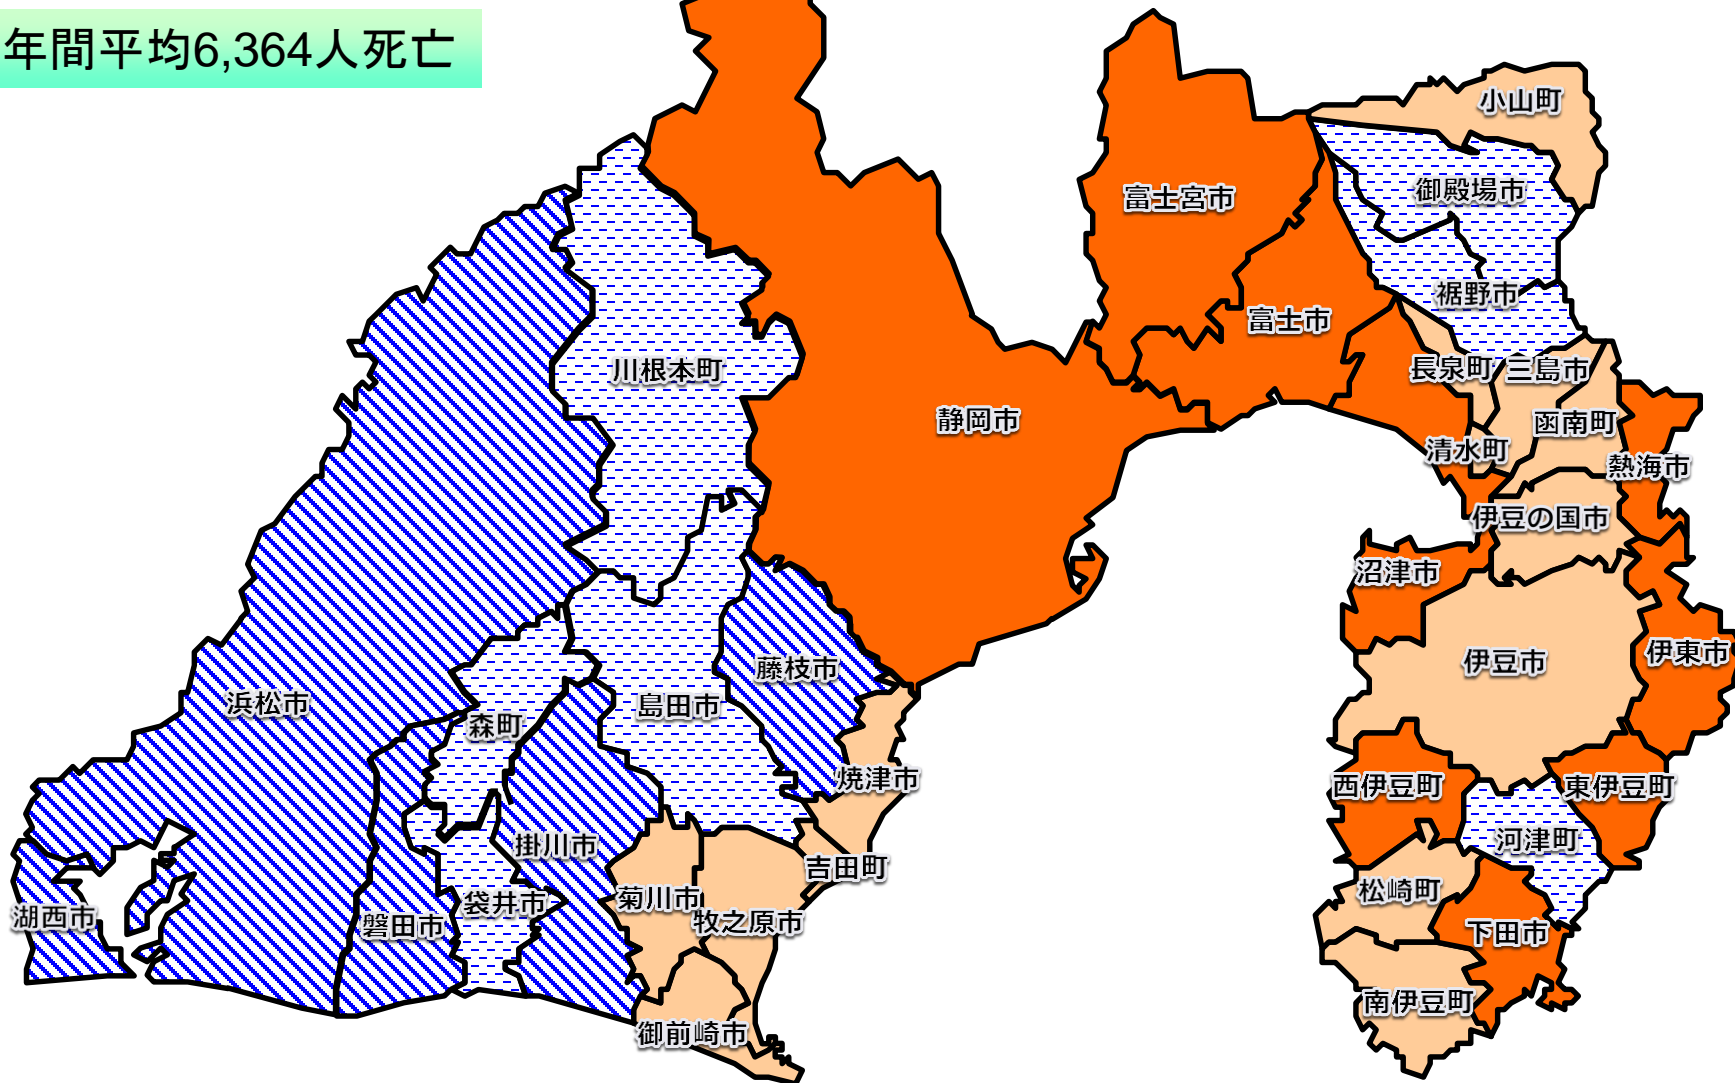 年間平均6,364人死亡
小山町
御殿場市
富士宮市
裾野市
富士市
川根本町
長泉町
三島市
静岡市
函南町
清水町
熱海市
伊豆の国市
沼津市
伊東市
伊豆市
藤枝市
浜松市
島田市
森町
焼津市
西伊豆町
東伊豆町
河津町
掛川市
吉田町
松崎町
菊川市
袋井市
湖西市
磐田市
牧之原市
下田市
南伊豆町
御前崎市